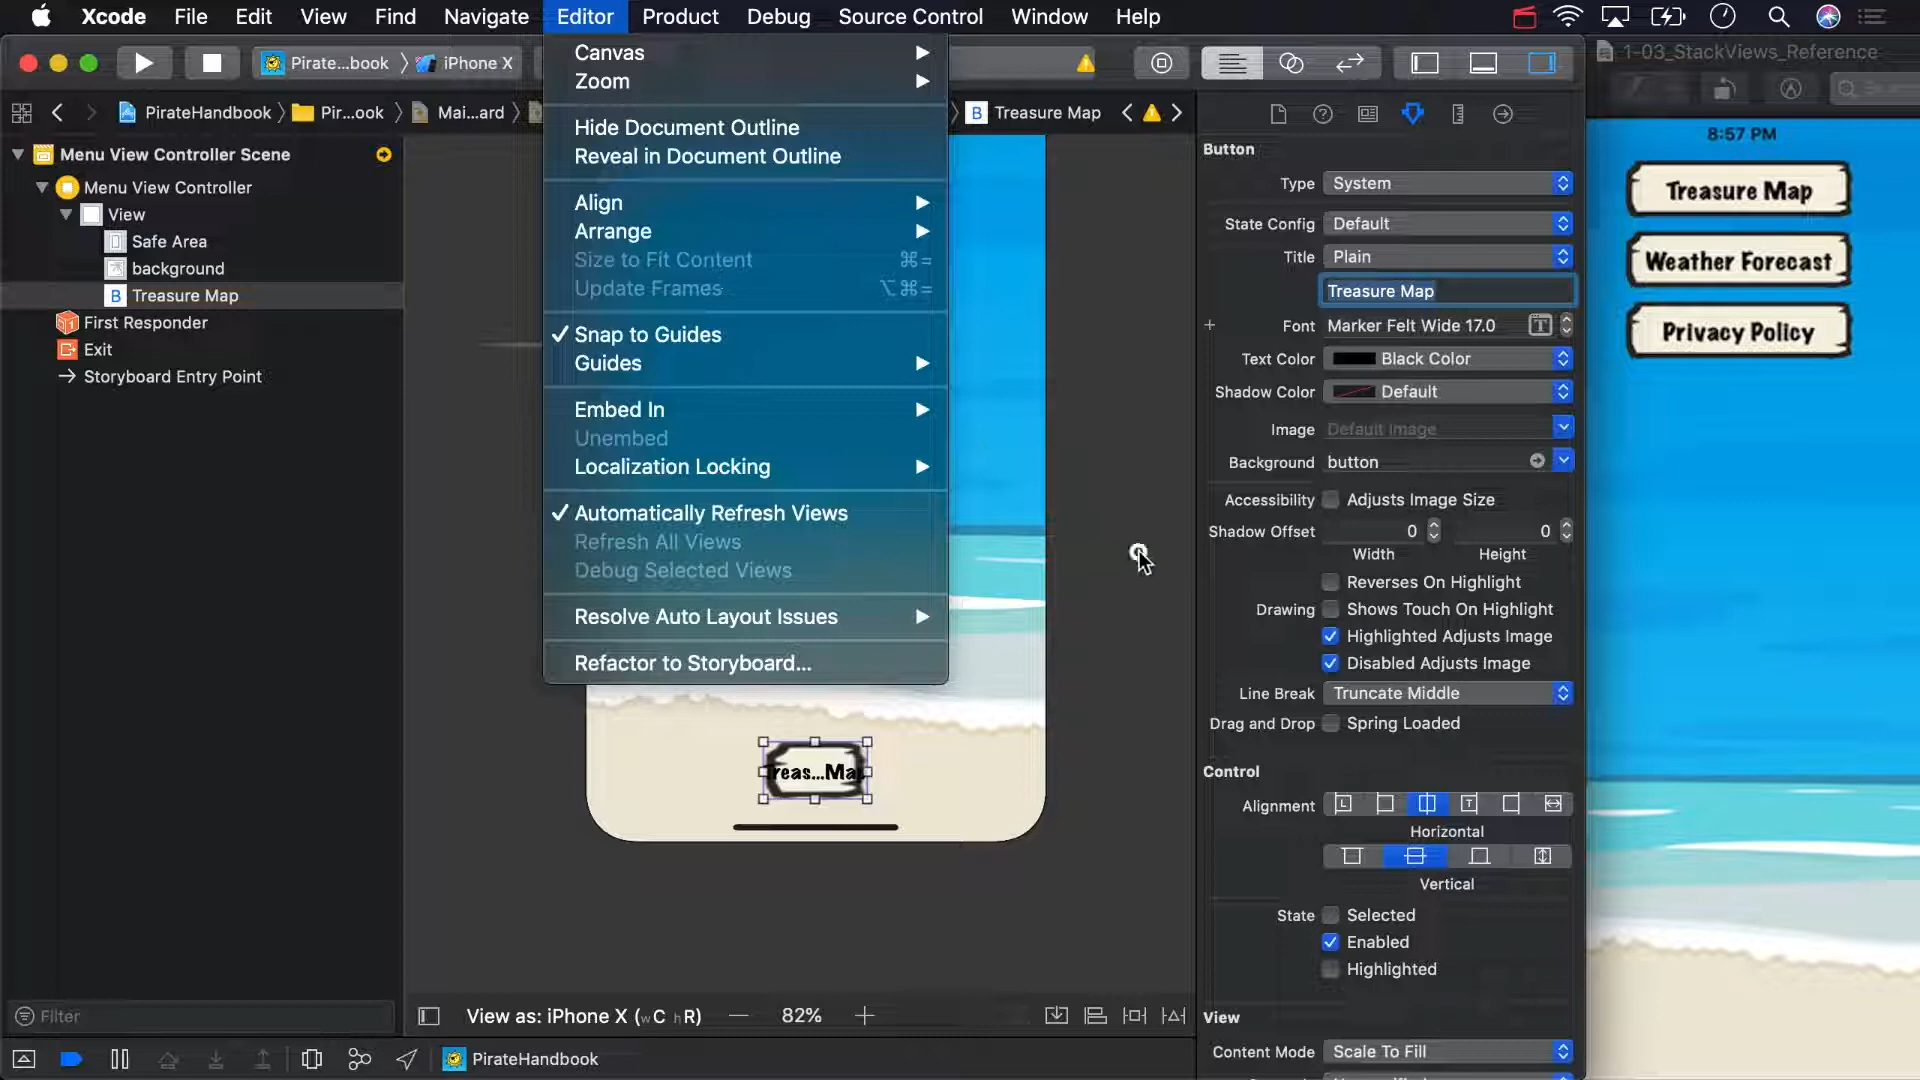 Xcode File Edit View Find Navigate Editor Product Debug Source Control Window Help
Pirate...book iPhone X
1-03_StackViews_Reference
PirateHandbook Pir...ook Mai...ard B Treasure Map
Menu View Controller Scene
Menu View Controller
View
Safe Area
background
B Treasure Map
First Responder
Exit
Storyboard Entry Point
Filter
Canvas
Zoom
Hide Document Outline
Reveal in Document Outline
Align
Arrange
Size to Fit Content ⌘=
Update Frames ⌥⌘=
✓ Snap to Guides
Guides
Embed In
Unembed
Localization Locking
✓ Automatically Refresh Views
Refresh All Views
Debug Selected Views
Resolve Auto Layout Issues
Refactor to Storyboard...
Treas...Map
View as: iPhone X (wC hR) — 82% +
PirateHandbook
Button
Type System
State Config Default
Title Plain
Treasure Map
+ Font Marker Felt Wide 17.0
Text Color Black Color
Shadow Color Default
Image Default Image
Background button
Accessibility Adjusts Image Size
Shadow Offset 0 0
Width Height
Reverses On Highlight
Drawing Shows Touch On Highlight
Highlighted Adjusts Image
Disabled Adjusts Image
Line Break Truncate Middle
Drag and Drop Spring Loaded
Control
Alignment
Horizontal
Vertical
State Selected
Enabled
Highlighted
View
Content Mode Scale To Fill
8:57 PM
Treasure Map
Weather Forecast
Privacy Policy